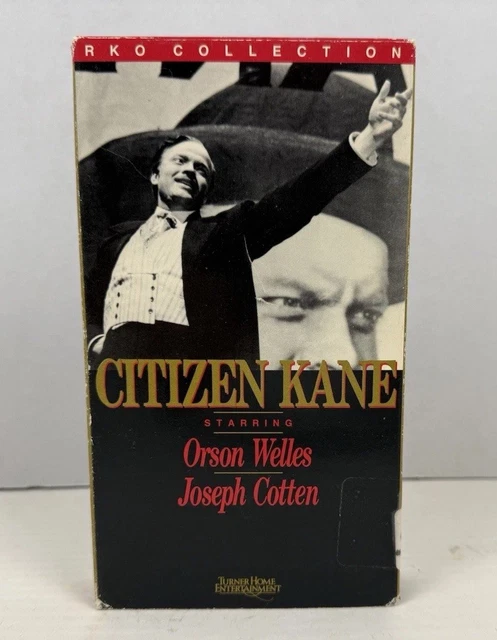 RKO COLLECTION
CITIZEN KANE
STARRING
Orson Welles
Joseph Cotten
TURNER HOME
ENTERTAINMENT